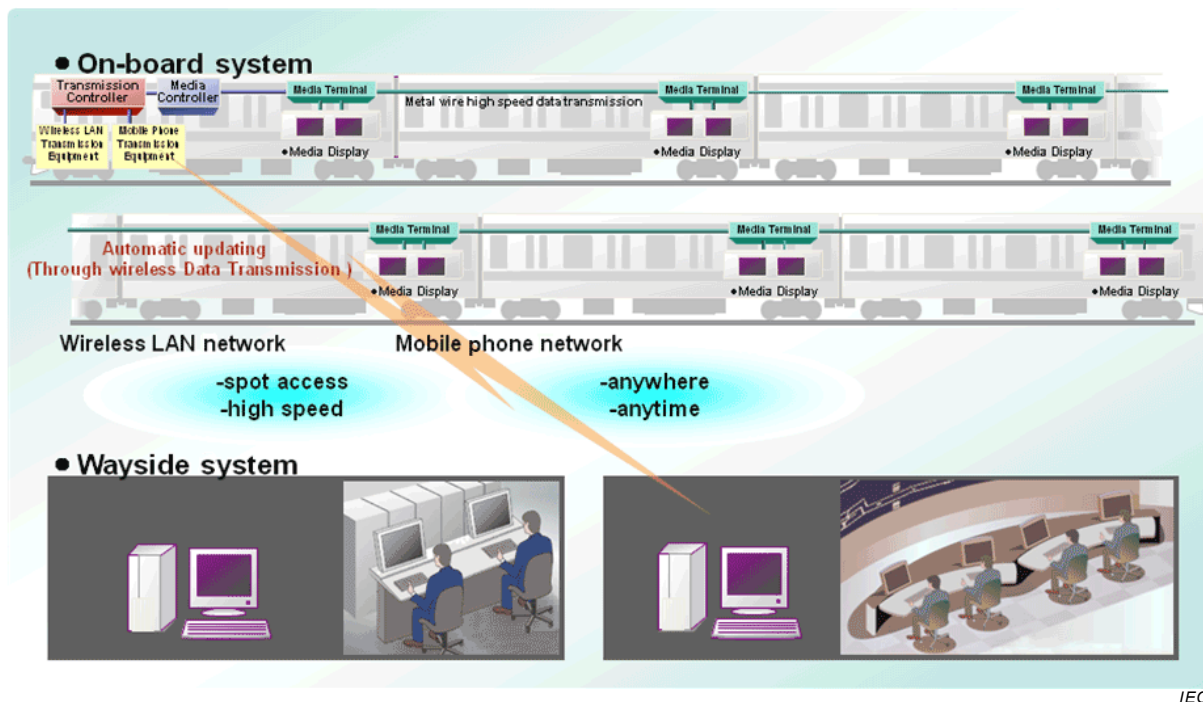 ● On-board system
Transmission
Controller
Media
Controller
Media Terminal
Metal wire high speed data transmission
Media Terminal
Media Terminal
Wireless LAN
Transmission
Equipment
Mobile Phone
Transmission
Equipment
◆Media Display
◆Media Display
◆Media Display
Media Terminal
Media Terminal
Media Terminal
Automatic updating
(Through wireless Data Transmission )
◆Media Display
◆Media Display
◆Media Display
Wireless LAN network
-spot access
-high speed
Mobile phone network
-anywhere
-anytime
● Wayside system
IEC